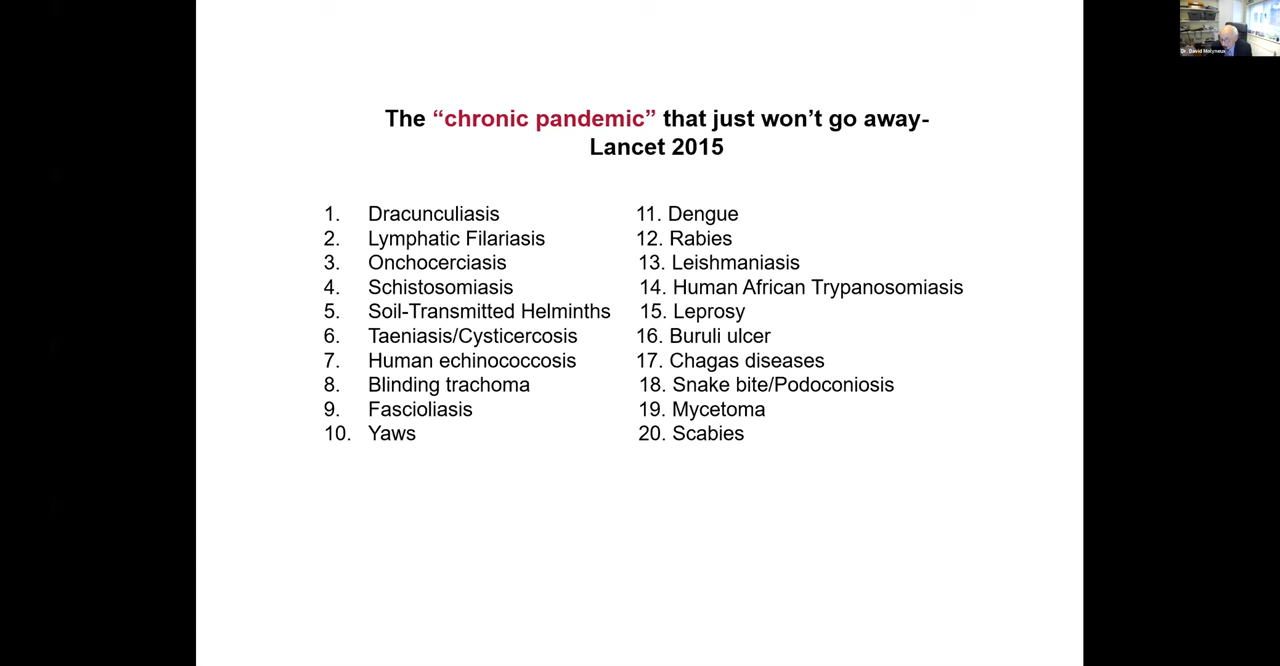 The “chronic pandemic” that just won’t go away-
Lancet 2015
1. Dracunculiasis
2. Lymphatic Filariasis
3. Onchocerciasis
4. Schistosomiasis
5. Soil-Transmitted Helminths
6. Taeniasis/Cysticercosis
7. Human echinococcosis
8. Blinding trachoma
9. Fascioliasis
10. Yaws
11. Dengue
12. Rabies
13. Leishmaniasis
14. Human African Trypanosomiasis
15. Leprosy
16. Buruli ulcer
17. Chagas diseases
18. Snake bite/Podoconiosis
19. Mycetoma
20. Scabies
Dr. David Molyneux